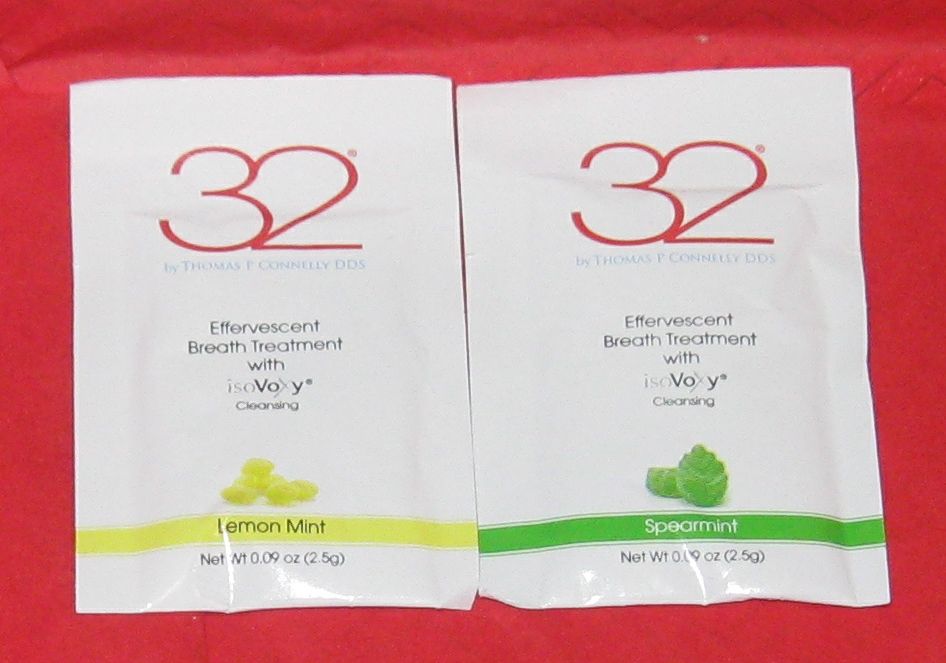 32®
by THOMAS P CONNELLY DDS
Effervescent
Breath Treatment
with
isoVoxy®
Cleansing
Lemon Mint
Net Wt 0.09 oz (2.5g)
32®
by THOMAS P CONNELLY DDS
Effervescent
Breath Treatment
with
isoVoxy®
Cleansing
Spearmint
Net Wt 0.09 oz (2.5g)